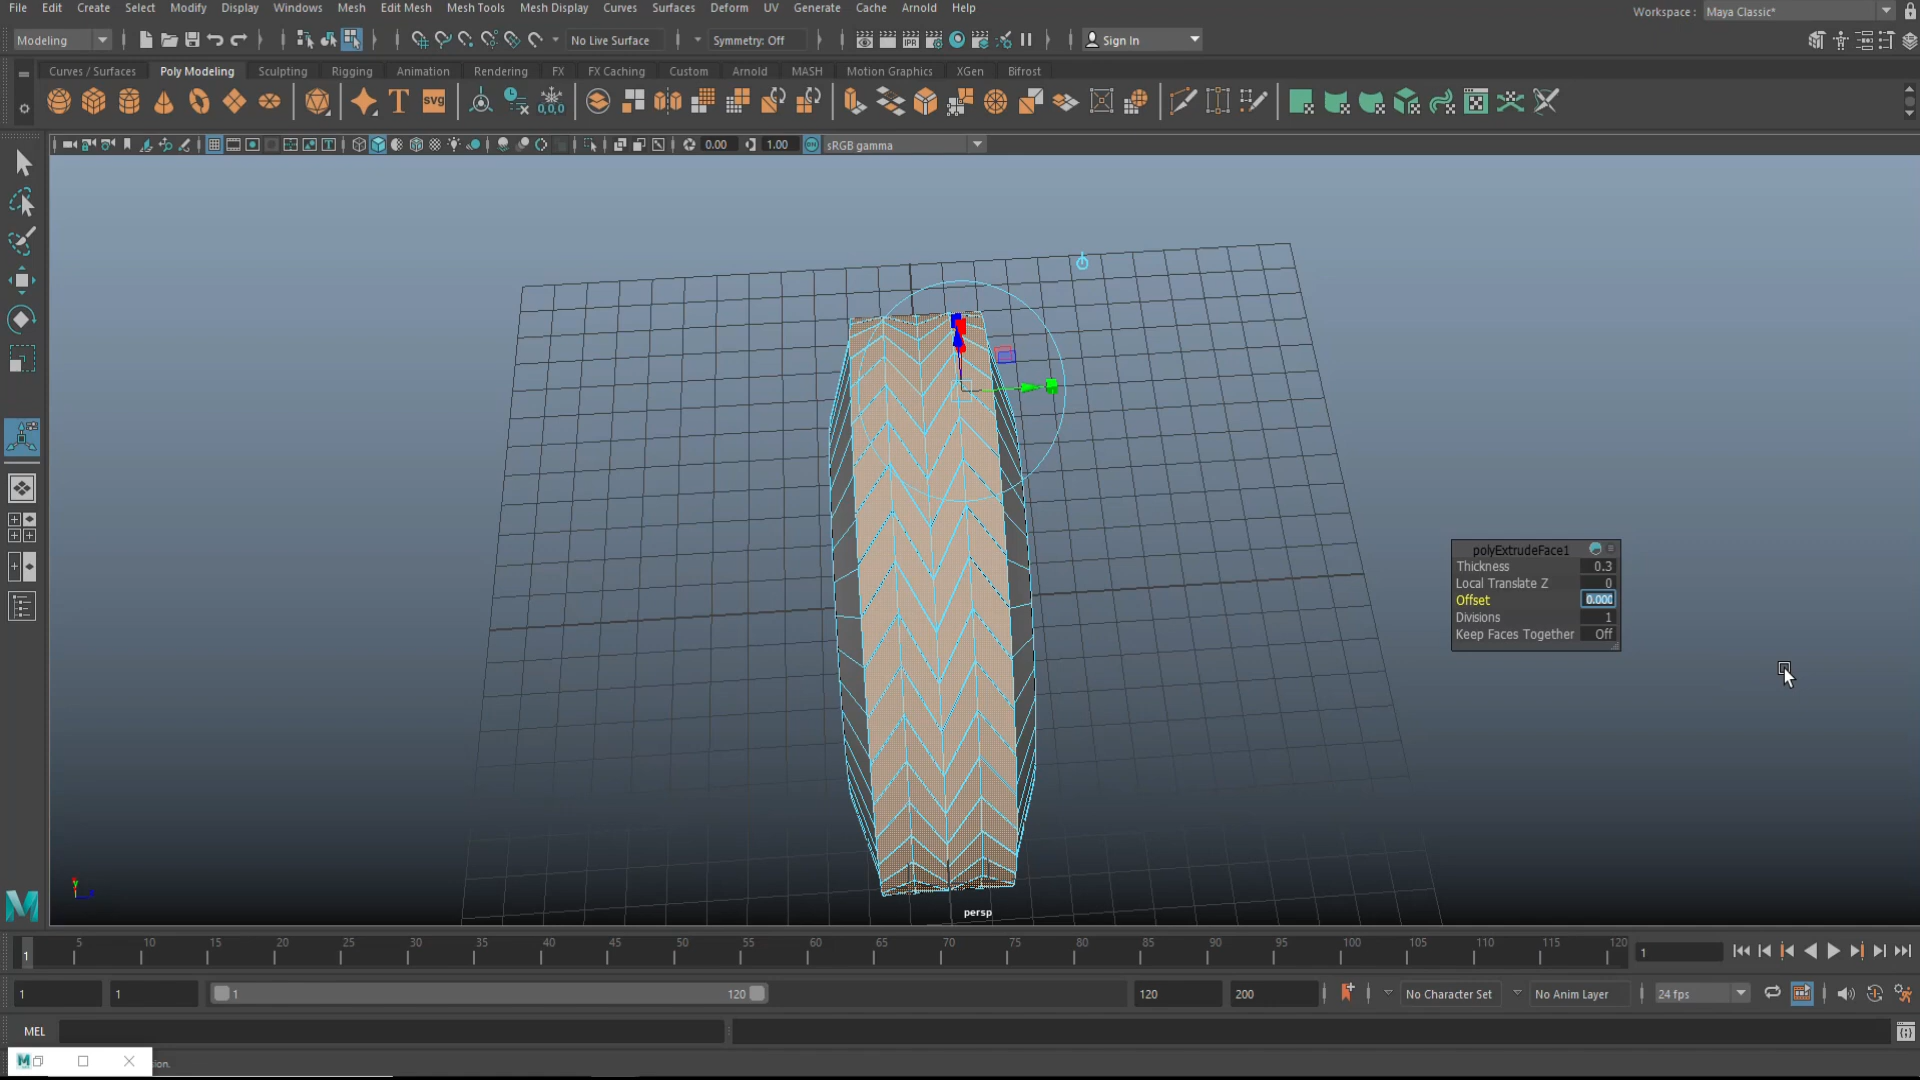 File Edit Create Select Modify Display Windows Mesh Edit Mesh Mesh Tools Mesh Display Curves Surfaces Deform UV Generate Cache Arnold Help
Workspace : Maya Classic*
Modeling No Live Surface Symmetry: Off IPR Sign In
Curves / Surfaces Poly Modeling Sculpting Rigging Animation Rendering FX FX Caching Custom Arnold MASH Motion Graphics XGen Bifrost
T SVG 0,0,0
0.00 1.00 sRGB gamma
polyExtrudeFace1
Thickness 0.3
Local Translate Z 0
Offset 0.000
Divisions 1
Keep Faces Together Off
persp
5 10 15 20 25 30 35 40 45 50 55 60 65 70 75 80 85 90 95 100 105 110 115 120
1 1
1 1 1 120 120 200 No Character Set No Anim Layer 24 fps
MEL
M